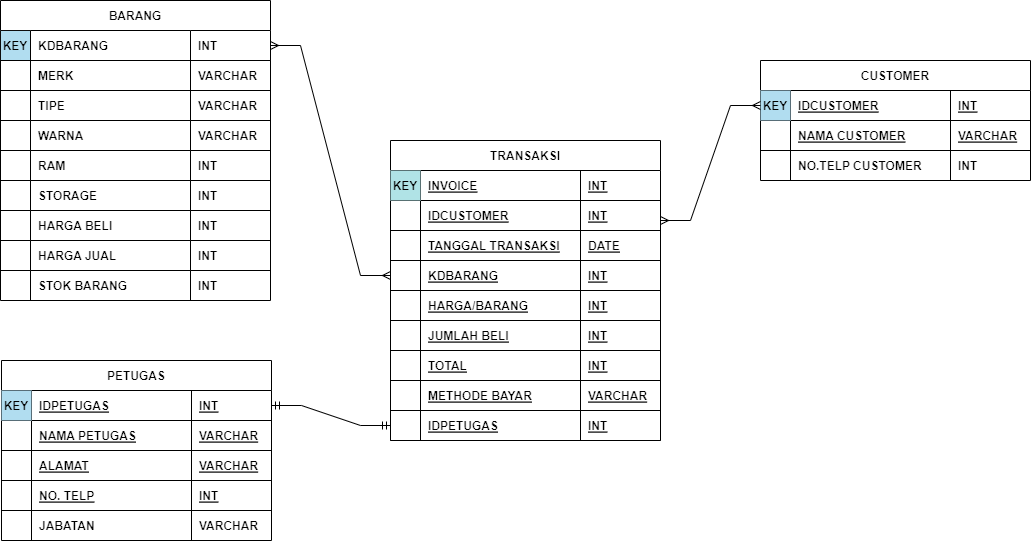 BARANG
KEY KDBARANG INT
MERK VARCHAR
TIPE VARCHAR
WARNA VARCHAR
RAM INT
STORAGE INT
HARGA BELI INT
HARGA JUAL INT
STOK BARANG INT
CUSTOMER
KEY IDCUSTOMER INT
NAMA CUSTOMER VARCHAR
NO.TELP CUSTOMER INT
TRANSAKSI
KEY INVOICE INT
IDCUSTOMER INT
TANGGAL TRANSAKSI DATE
KDBARANG INT
HARGA/BARANG INT
JUMLAH BELI INT
TOTAL INT
METHODE BAYAR VARCHAR
IDPETUGAS INT
PETUGAS
KEY IDPETUGAS INT
NAMA PETUGAS VARCHAR
ALAMAT VARCHAR
NO. TELP INT
JABATAN VARCHAR